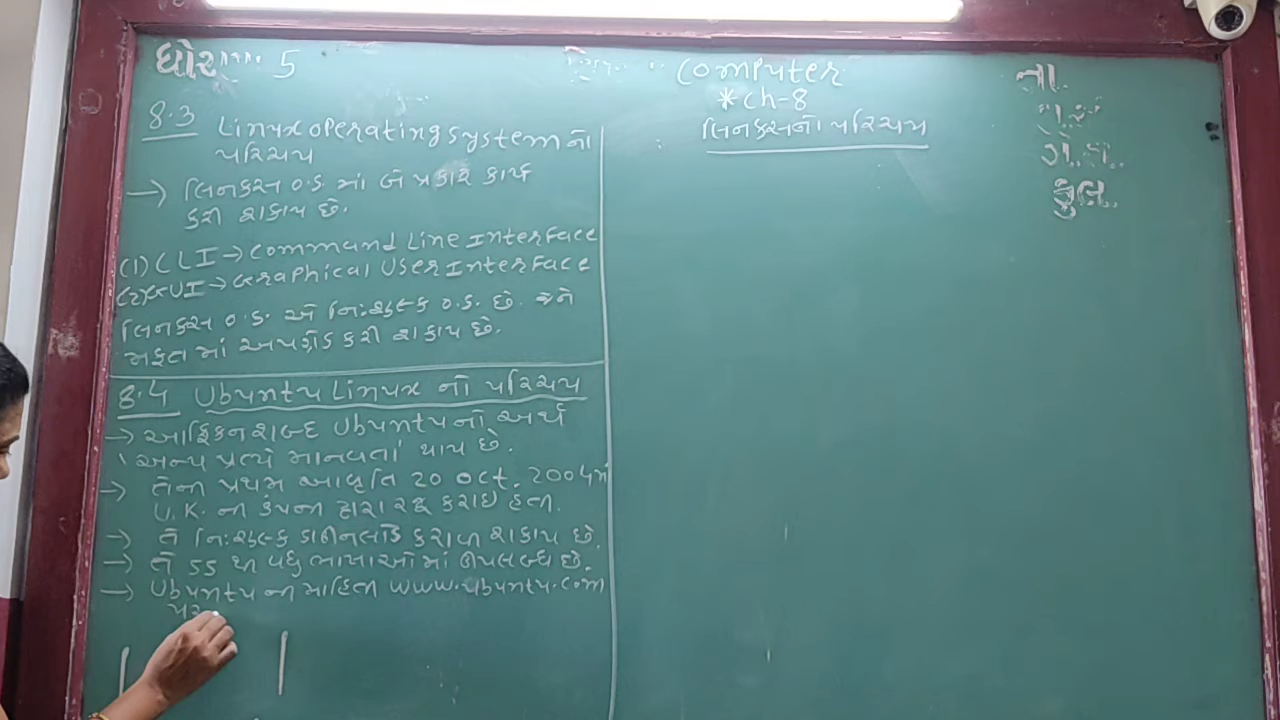 ધોરણ 5
Computer
*Ch-8
લિનક્સનો પરિચય
તા.
કુલ
8.3 Linux operating system નો
પરિચય
→ લિનક્સ O.S. માં બે પ્રકારે કાર્ય
કરી શકાય છે.
(1) CLI → Command Line Interface
(2) GUI → Graphical User Interface
લિનક્સ O.S. એ નિ:શુલ્ક O.S. છે. જેને
મફત માં અપગ્રેડ કરી શકાય છે.
8.4 Ubuntu Linux નો પરિચય
→ આફ્રિકન શબ્દ Ubuntu નો અર્થ
અન્ય પ્રત્યે માનવતા થાય છે.
→ તેની પ્રથમ આવૃતિ 20 Oct. 2004માં
U.K. ની કંપની દ્વારા રજૂ કરાઇ હતી.
→ તે નિ:શુલ્ક ડાઉનલોડ કરી શકાય છે.
→ તે 55 થી વધુ ભાષાઓ માં ઉપલબ્ધ છે.
→ Ubuntu ની માહિતી www.ubuntu.com
પર